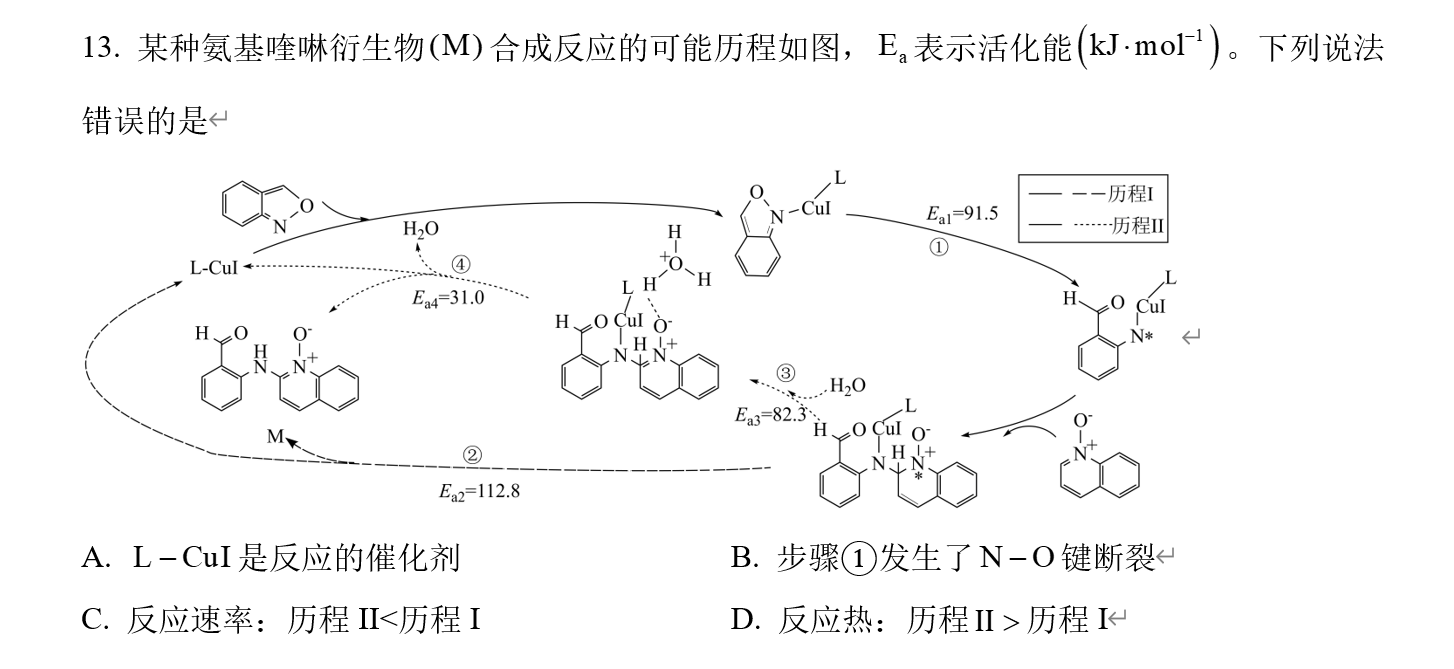 13. 某种氨基喹啉衍生物(M)合成反应的可能历程如图，Eₐ表示活化能(kJ·mol⁻¹)。下列说法
错误的是↵
O
N
L-CuI
H₂O
④
Eₐ₄=31.0
O
N
CuI
L
Eₐ₁=91.5
①
历程I
历程II
H
O
CuI
L
N*
↵
H
+O
H
H
L
H
O
CuI
O⁻
N
H
N+
H
O
H
N
O⁻
N+
③
H₂O
Eₐ₃=82.3
H
O
CuI
L
O⁻
N
H
N+
*
O⁻
N+
M
②
Eₐ₂=112.8
A. L－CuI是反应的催化剂
B. 步骤①发生了N－O键断裂↵
C. 反应速率：历程II<历程I
D. 反应热：历程II > 历程I↵